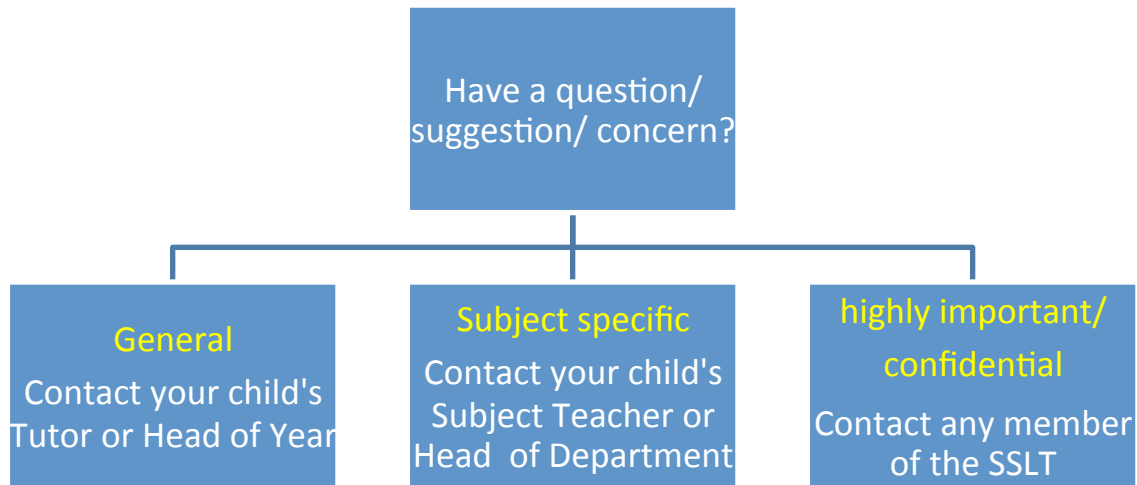 Have a question/
suggestion/ concern?
General
Contact your child's
Tutor or Head of Year
Subject specific
Contact your child's
Subject Teacher or
Head of Department
highly important/
confidential
Contact any member
of the SSLT